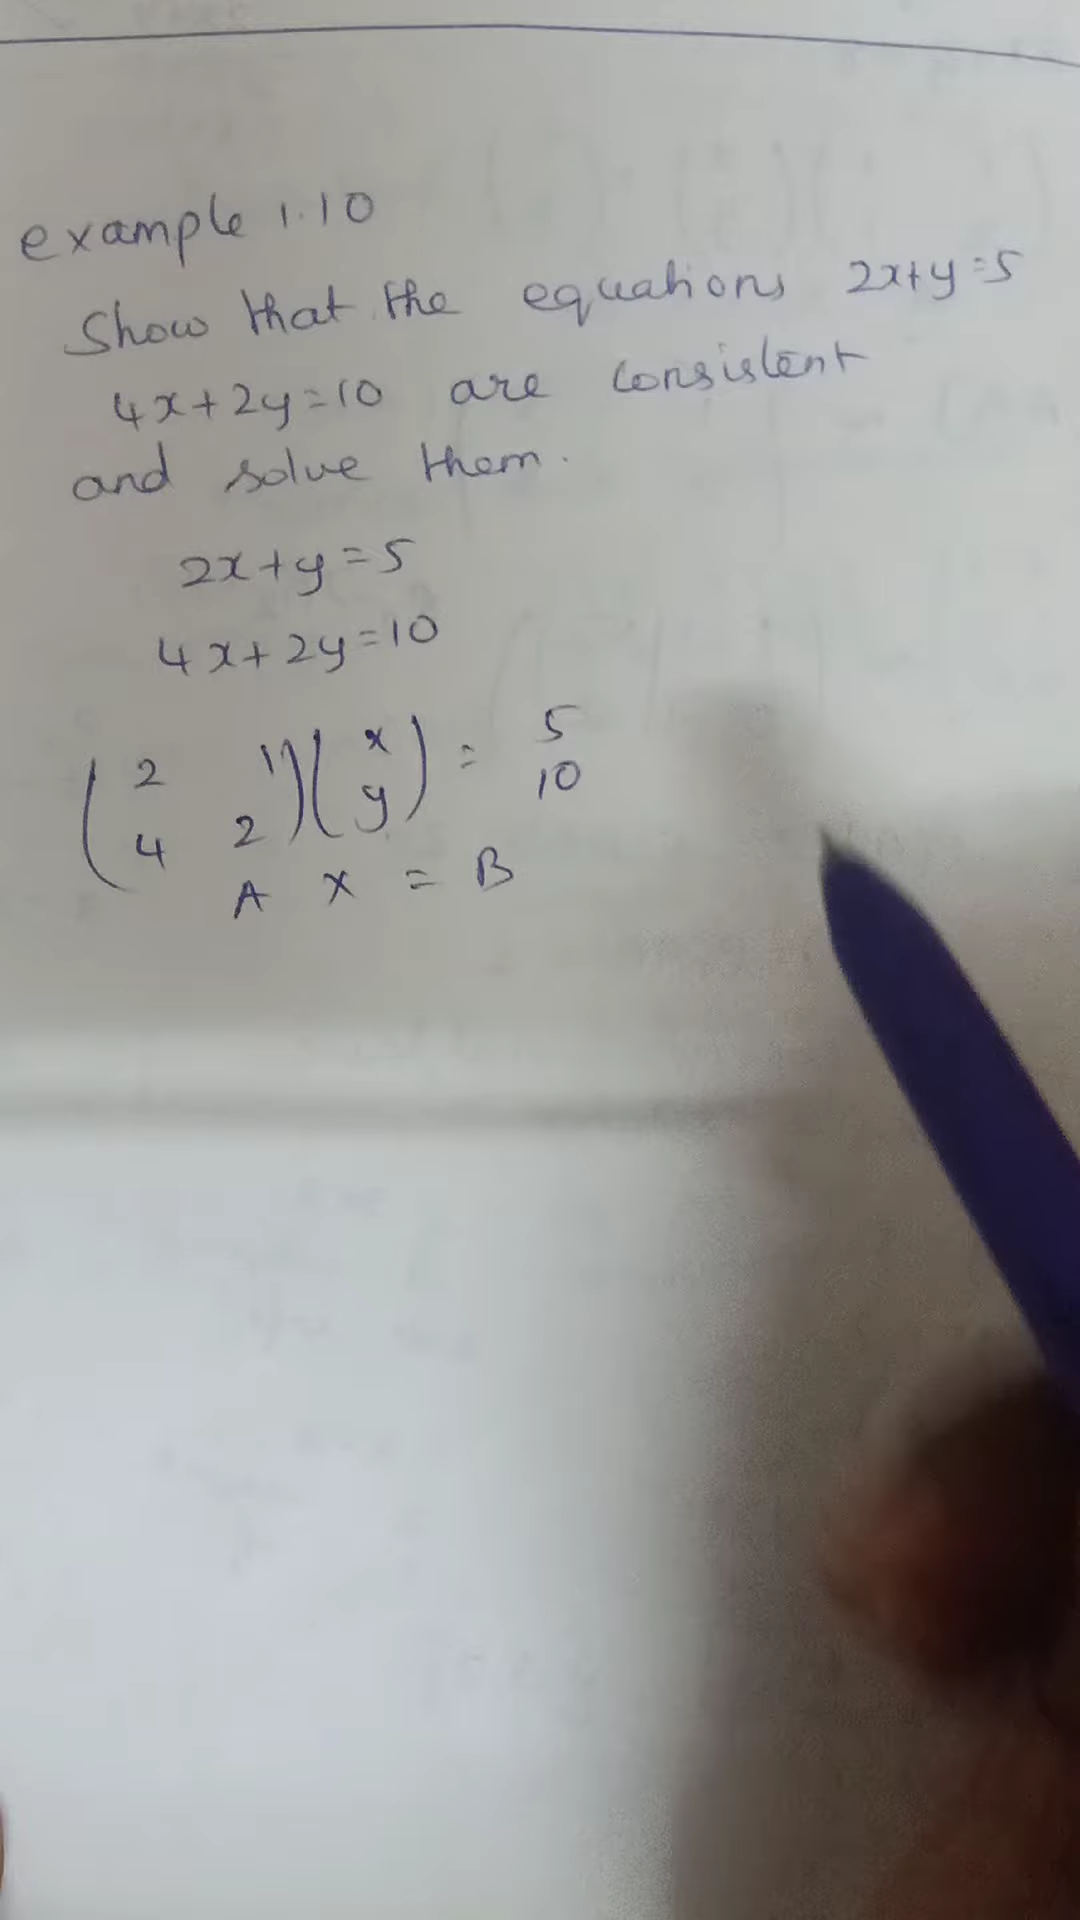 example 1.10
Show that the equations 2x+y=5
4x+2y=10 are consistent
and solve them.
2x+y=5
4x+2y=10
( 2 1 ) ( x ) = 5
( 4 2 ) ( y ) 10
A x = B